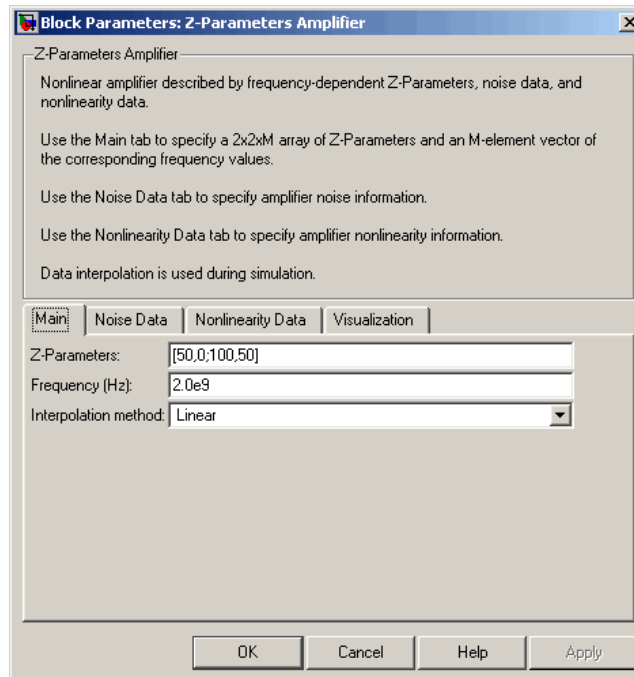 Block Parameters: Z-Parameters Amplifier
Z-Parameters Amplifier
Nonlinear amplifier described by frequency-dependent Z-Parameters, noise data, and
nonlinearity data.
Use the Main tab to specify a 2x2xM array of Z-Parameters and an M-element vector of
the corresponding frequency values.
Use the Noise Data tab to specify amplifier noise information.
Use the Nonlinearity Data tab to specify amplifier nonlinearity information.
Data interpolation is used during simulation.
Main Noise Data Nonlinearity Data Visualization
Z-Parameters: [50,0;100,50]
Frequency (Hz): 2.0e9
Interpolation method: Linear
OK Cancel Help Apply